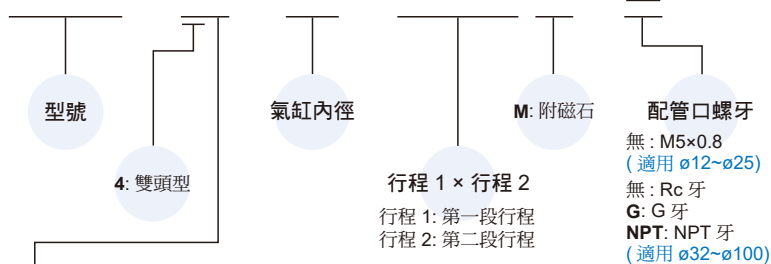 型號
4: 雙頭型
氣缸內徑
行程 1 × 行程 2
行程 1: 第一段行程
行程 2: 第二段行程
M: 附磁石
配管口螺牙
無 : M5×0.8
( 適用 ø12~ø25)
無 : Rc 牙
G: G 牙
NPT: NPT 牙
( 適用 ø32~ø100)